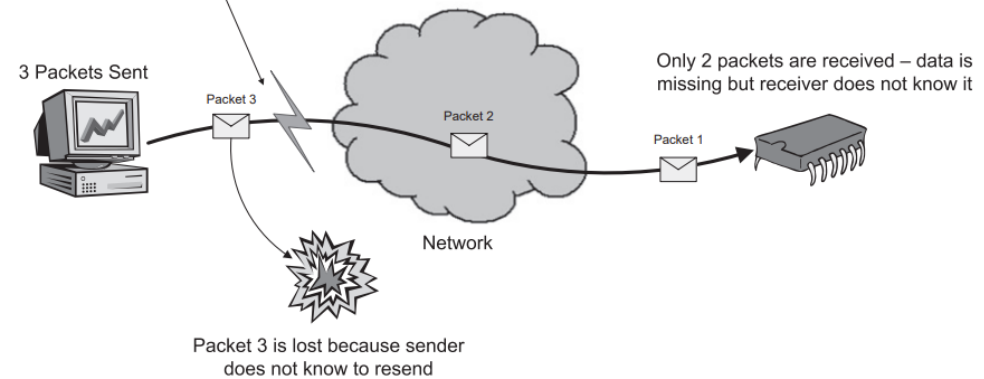 3 Packets Sent
Only 2 packets are received – data is
missing but receiver does not know it
Packet 3
Packet 2
Packet 1
Network
Packet 3 is lost because sender
does not know to resend